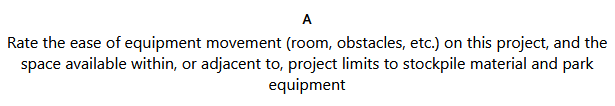 A
Rate the ease of equipment movement (room, obstacles, etc.) on this project, and the
space available within, or adjacent to, project limits to stockpile material and park
equipment